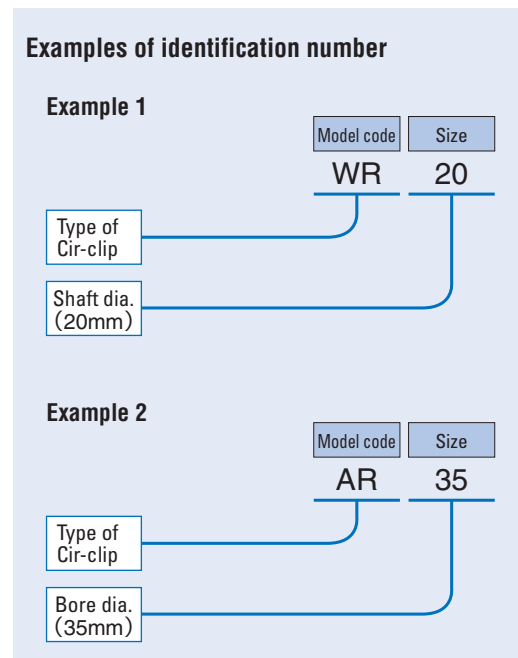 Examples of identification number
Example 1
Model code Size
WR 20
Type of
Cir-clip
Shaft dia.
(20mm)
Example 2
Model code Size
AR 35
Type of
Cir-clip
Bore dia.
(35mm)